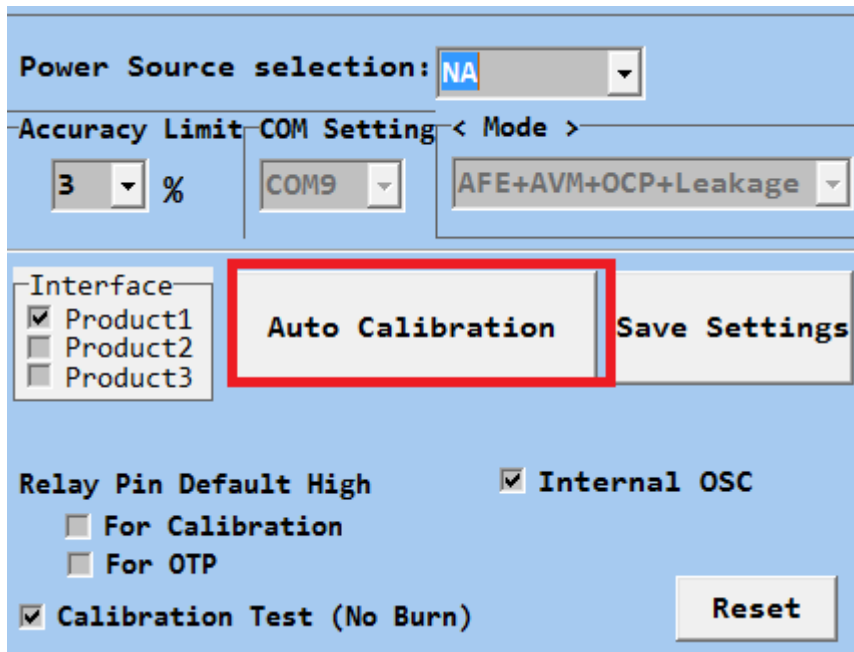 Power Source selection: NA
Accuracy Limit COM Setting < Mode >
3 % COM9 AFE+AVM+OCP+Leakage
Interface
Product1
Product2
Product3
Auto Calibration
Save Settings
Relay Pin Default High
Internal OSC
For Calibration
For OTP
Calibration Test (No Burn)
Reset